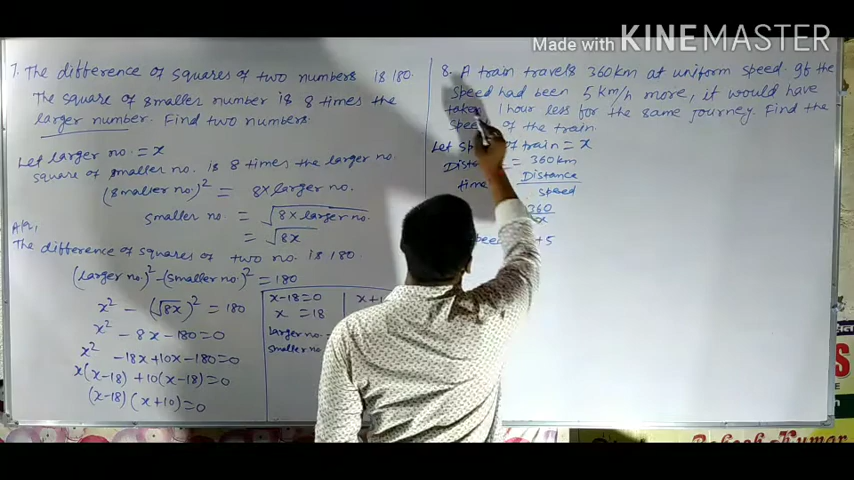 Made with KINEMASTER
7. The difference of squares of two numbers is 180.
The square of smaller number is 8 times the
larger number. Find two numbers.
Let larger no. = x
square of smaller no. is 8 times the larger no.
(smaller no.)² = 8x larger no.
smaller no. = √8x larger no.
= √8x
A/Q,
The difference of squares of two no. is 180.
(larger no.)² - (smaller no.)² = 180
x² - (√8x)² = 180
x² - 8x - 180 = 0
x² - 18x + 10x - 180 = 0
x(x-18) + 10(x-18) = 0
(x-18) (x+10) = 0
x-18 = 0
x = 18
larger no.
smaller no.
8. A train travels 360 km at uniform speed. If the
speed had been 5 km/h more, it would have
taken 1 hour less for the same journey. Find the
speed of the train.
Let speed of train = x
= 360 km
time Distance
speed
360
x
+5
Rakesh Kumar